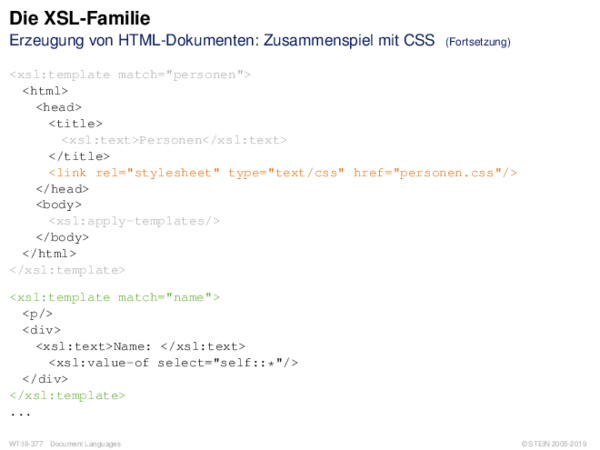 Die XSL-Familie
Erzeugung von HTML-Dokumenten: Zusammenspiel mit CSS (Fortsetzung)
<xsl:template match="personen">
  <html>
    <head>
      <title>
        <xsl:text>Personen</xsl:text>
      </title>
      <link rel="stylesheet" type="text/css" href="personen.css"/>
    </head>
    <body>
      <xsl:apply-templates/>
    </body>
  </html>
</xsl:template>
<xsl:template match="name">
  <p/>
  <div>
    <xsl:text>Name: </xsl:text>
      <xsl:value-of select="self::*"/>
  </div>
</xsl:template>
...
WT:III-377 Document Languages © STEIN 2005-2019